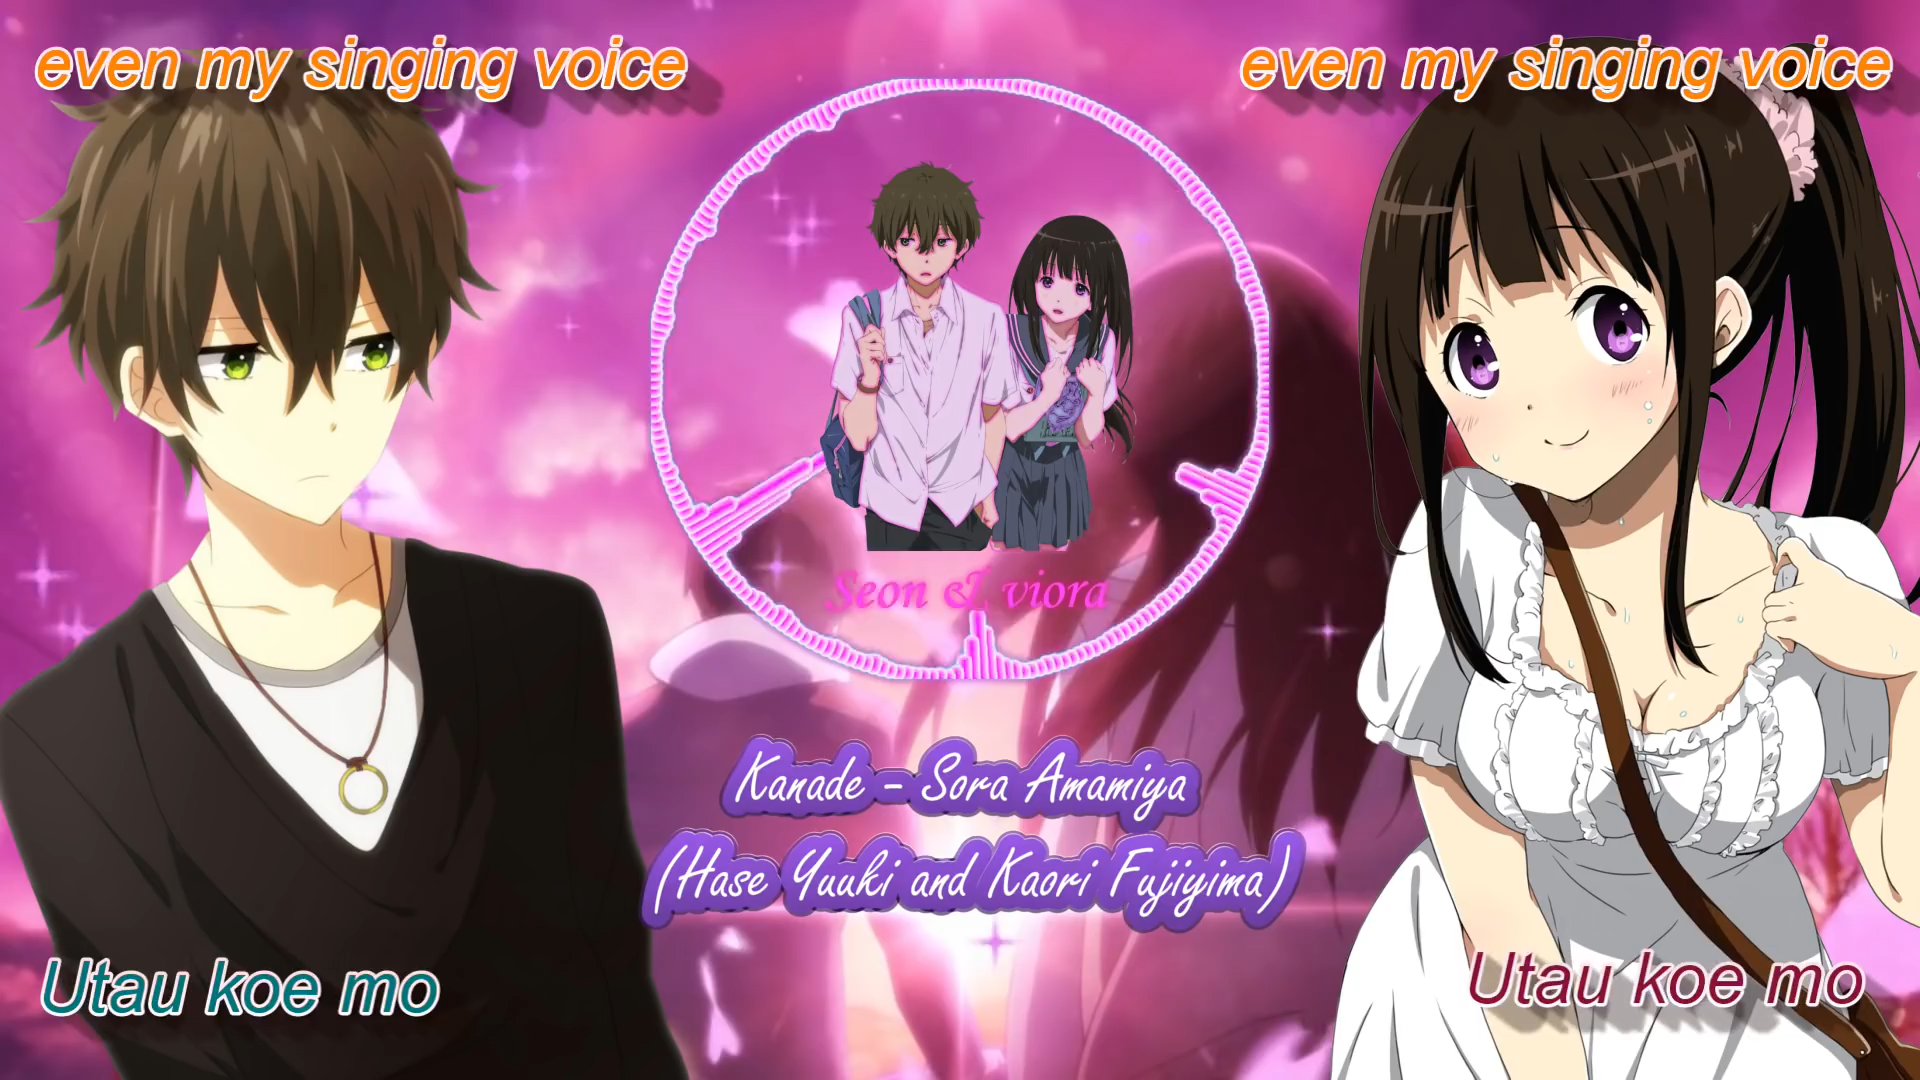 even my singing voice
even my singing voice
Seon & viora
Kanade - Sora Amamiya
(Hase Yuuki and Kaori Fujiyima)
Utau koe mo
Utau koe mo